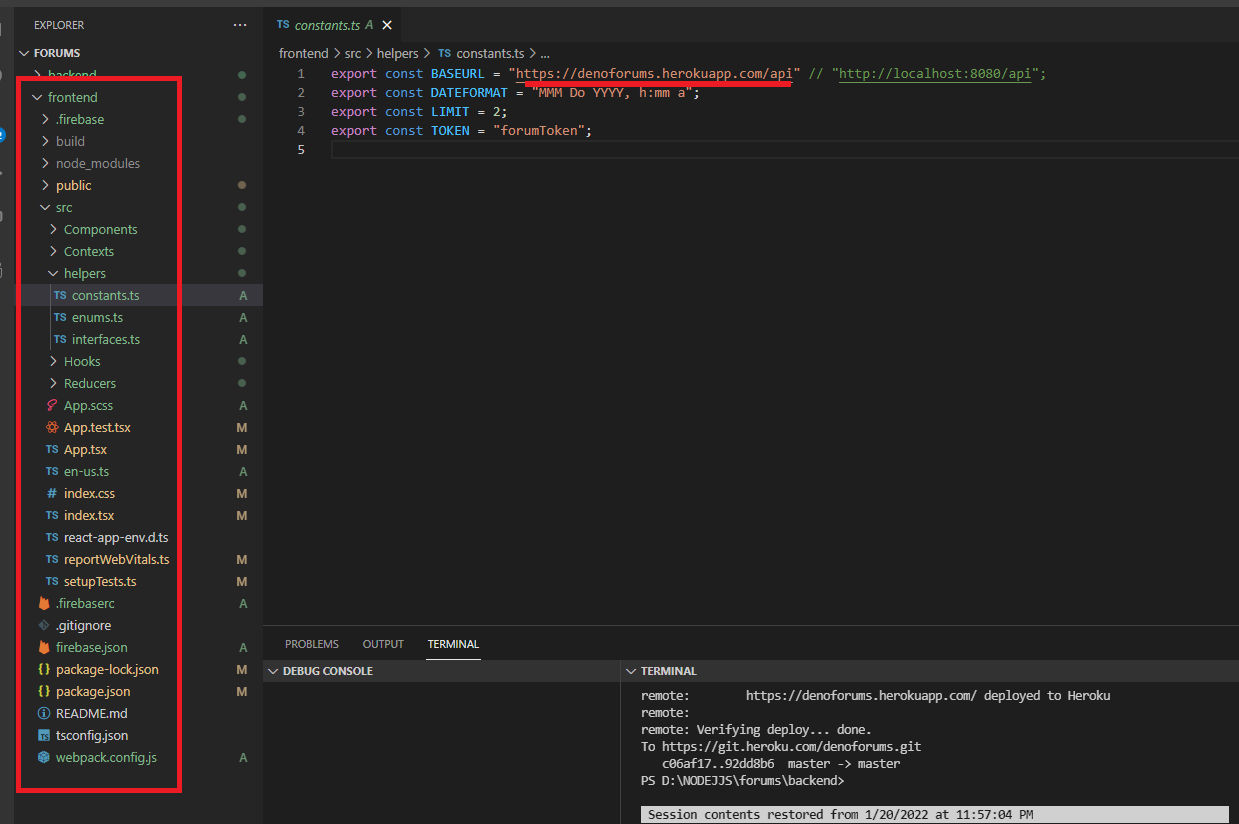 EXPLORER ···
FORUMS
backend
frontend
.firebase
build
node_modules
public
src
Components
Contexts
helpers
TS constants.ts A
TS enums.ts A
TS interfaces.ts A
Hooks
Reducers
App.scss A
App.test.tsx M
TS App.tsx M
TS en-us.ts A
# index.css M
TS index.tsx M
TS react-app-env.d.ts
TS reportWebVitals.ts M
TS setupTests.ts M
.firebaserc A
.gitignore
firebase.json A
{} package-lock.json M
{} package.json M
README.md
TS tsconfig.json
webpack.config.js A
TS constants.ts A ×
frontend > src > helpers > TS constants.ts > ...
1 export const BASEURL = "https://denoforums.herokuapp.com/api" // "http://localhost:8080/api";
2 export const DATEFORMAT = "MMM Do YYYY, h:mm a";
3 export const LIMIT = 2;
4 export const TOKEN = "forumToken";
5
PROBLEMS OUTPUT TERMINAL
DEBUG CONSOLE
TERMINAL
remote: https://denoforums.herokuapp.com/ deployed to Heroku
remote:
remote: Verifying deploy... done.
To https://git.heroku.com/denoforums.git
c06af17..92dd8b6 master -> master
PS D:\NODEJJS\forums\backend>
Session contents restored from 1/20/2022 at 11:57:04 PM